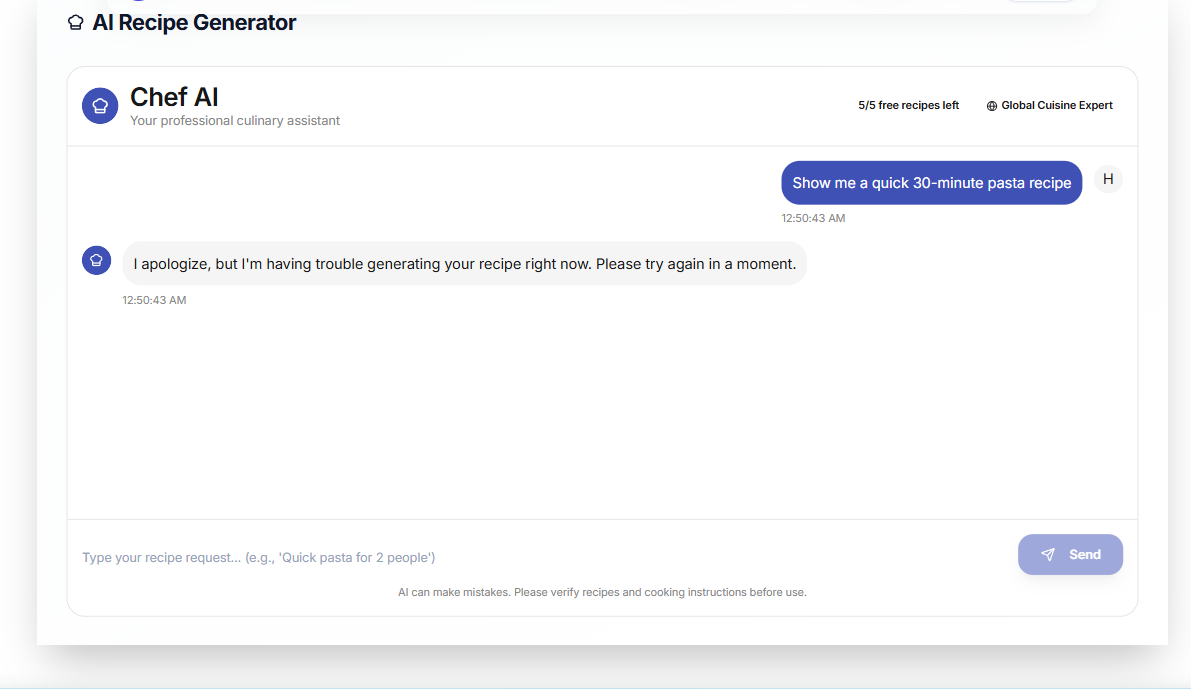 AI Recipe Generator
Chef AI
Your professional culinary assistant
5/5 free recipes left
Global Cuisine Expert
Show me a quick 30-minute pasta recipe
H
12:50:43 AM
I apologize, but I'm having trouble generating your recipe right now. Please try again in a moment.
12:50:43 AM
Type your recipe request... (e.g., 'Quick pasta for 2 people')
Send
AI can make mistakes. Please verify recipes and cooking instructions before use.